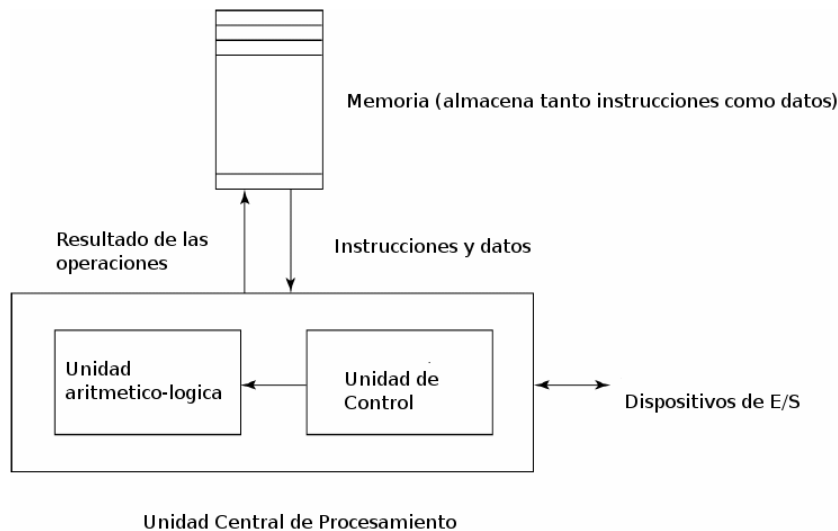 Memoria (almacena tanto instrucciones como datos)
Resultado de las
operaciones
Instrucciones y datos
Unidad
aritmetico-logica
Unidad de
Control
Dispositivos de E/S
Unidad Central de Procesamiento